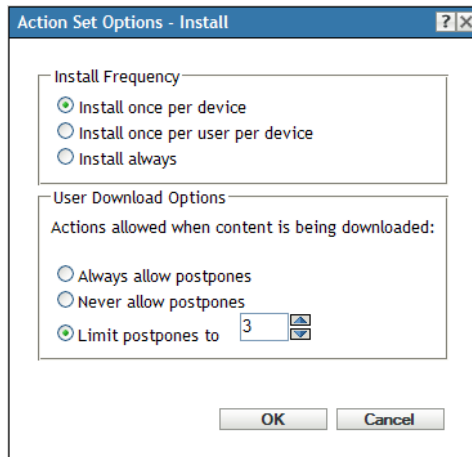 Action Set Options - Install
Install Frequency
Install once per device
Install once per user per device
Install always
User Download Options
Actions allowed when content is being downloaded:
Always allow postpones
Never allow postpones
Limit postpones to 3
OK Cancel